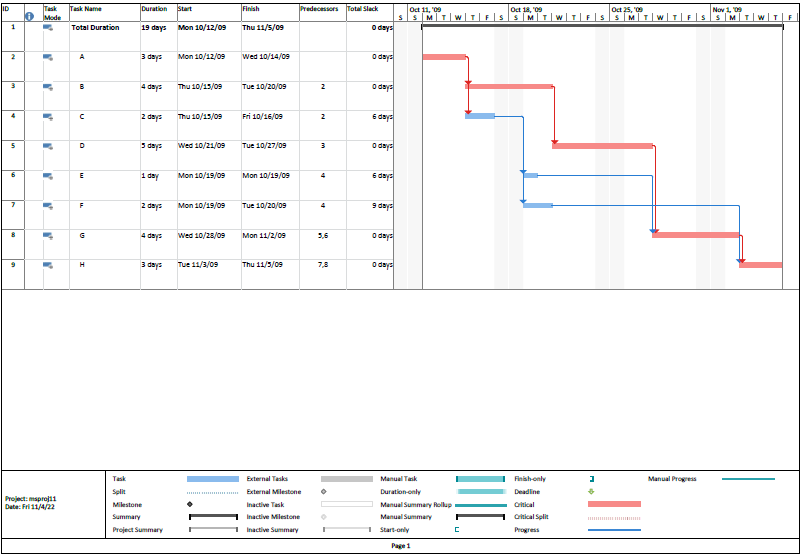 ID Task Mode Task Name Duration Start Finish Predecessors Total Slack Oct 11, '09 Oct 18, '09 Oct 25, '09 Nov 1, '09
S S M T W T F S S M T W T F S S M T W T F S S M T W T F
1 Total Duration 19 days Mon 10/12/09 Thu 11/5/09 0 days
2 A 3 days Mon 10/12/09 Wed 10/14/09 0 days
3 B 4 days Thu 10/15/09 Tue 10/20/09 2 0 days
4 C 2 days Thu 10/15/09 Fri 10/16/09 2 6 days
5 D 5 days Wed 10/21/09 Tue 10/27/09 3 0 days
6 E 1 day Mon 10/19/09 Mon 10/19/09 4 6 days
7 F 2 days Mon 10/19/09 Tue 10/20/09 4 9 days
8 G 4 days Wed 10/28/09 Mon 11/2/09 5,6 0 days
9 H 3 days Tue 11/3/09 Thu 11/5/09 7,8 0 days
Project: msproj11
Date: Fri 11/4/22
Task External Tasks Manual Task Finish-only Manual Progress
Split External Milestone Duration-only Deadline
Milestone Inactive Task Manual Summary Rollup Critical
Summary Inactive Milestone Manual Summary Critical Split
Project Summary Inactive Summary Start-only Progress
Page 1